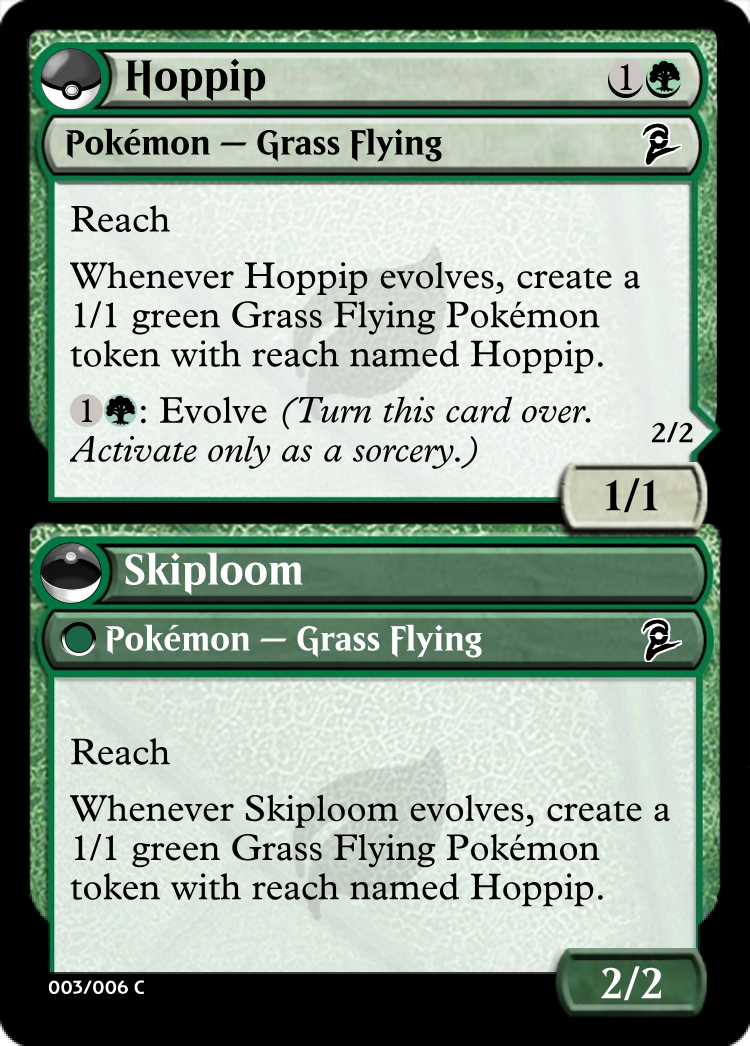 Hoppip 1
Pokémon — Grass Flying
Reach
Whenever Hoppip evolves, create a
1/1 green Grass Flying Pokémon
token with reach named Hoppip.
1 : Evolve (Turn this card over.
Activate only as a sorcery.)
2/2
1/1
Skiploom
Pokémon — Grass Flying
Reach
Whenever Skiploom evolves, create a
1/1 green Grass Flying Pokémon
token with reach named Hoppip.
003/006 C
2/2